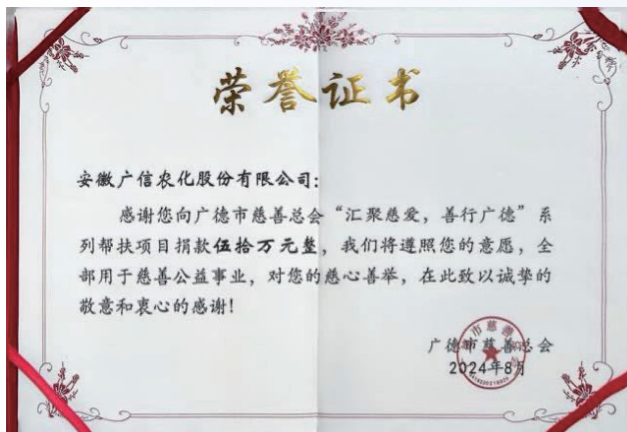 荣誉证书
安徽广信农化股份有限公司：
感谢您向广德市慈善总会“汇聚慈爱，善行广德”系
列帮扶项目捐款伍拾万元整，我们将遵照您的意愿，全
部用于慈善公益事业，对您的慈心善举，在此致以诚挚的
敬意和衷心的感谢！
广德市慈善总会
2024年8月